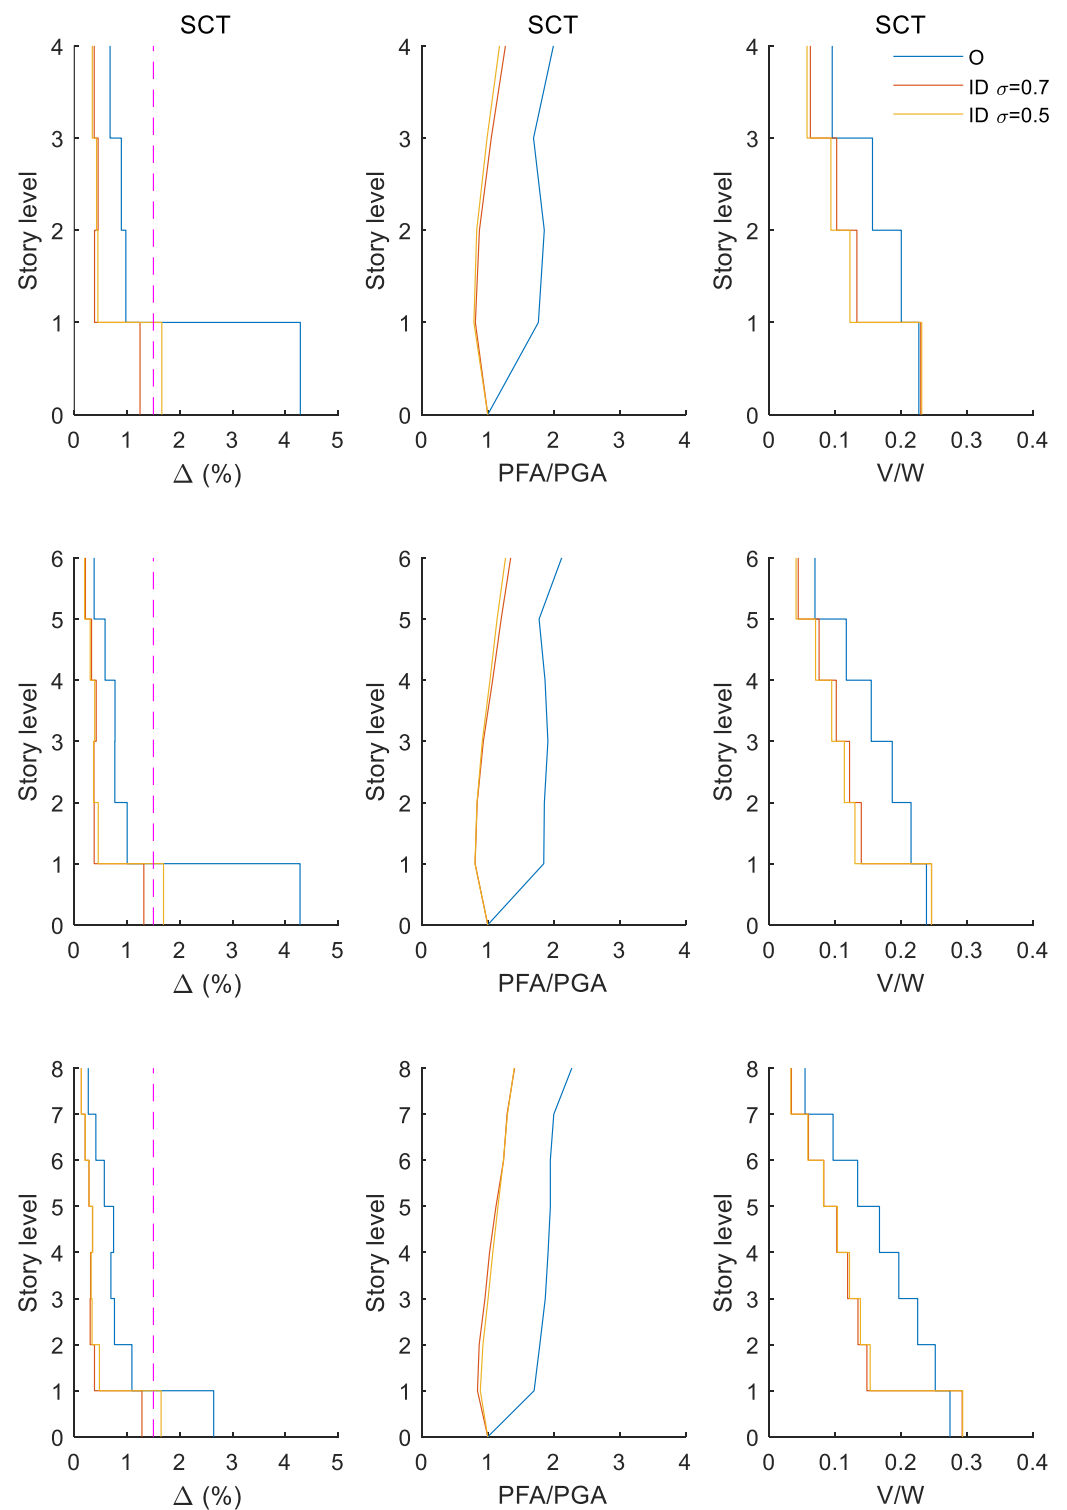 SCT SCT SCT
O
ID σ=0.7
ID σ=0.5
4 4 4
3 3 3
2 2 2
1 1 1
0 0 0
Story level Story level Story level
0 1 2 3 4 5 0 1 2 3 4 0 0.1 0.2 0.3 0.4
Δ (%) PFA/PGA V/W
6 6 6
5 5 5
4 4 4
3 3 3
2 2 2
1 1 1
0 0 0
Story level Story level Story level
0 1 2 3 4 5 0 1 2 3 4 0 0.1 0.2 0.3 0.4
Δ (%) PFA/PGA V/W
8 8 8
7 7 7
6 6 6
5 5 5
4 4 4
3 3 3
2 2 2
1 1 1
0 0 0
Story level Story level Story level
0 1 2 3 4 5 0 1 2 3 4 0 0.1 0.2 0.3 0.4
Δ (%) PFA/PGA V/W